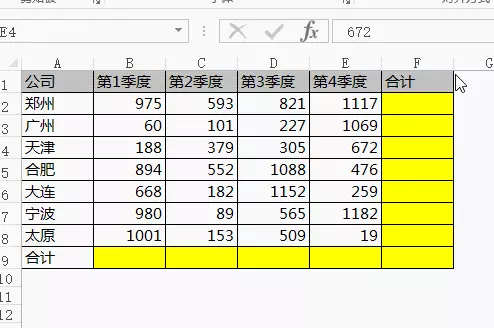 E4 fx 672
A B C D E F G
1 公司 第1季度 第2季度 第3季度 第4季度 合计
2 郑州 975 593 821 1117
3 广州 60 101 227 1069
4 天津 188 379 305 672
5 合肥 894 552 1088 476
6 大连 668 182 1152 259
7 宁波 980 89 565 1182
8 太原 1001 153 509 19
9 合计
10
11
12